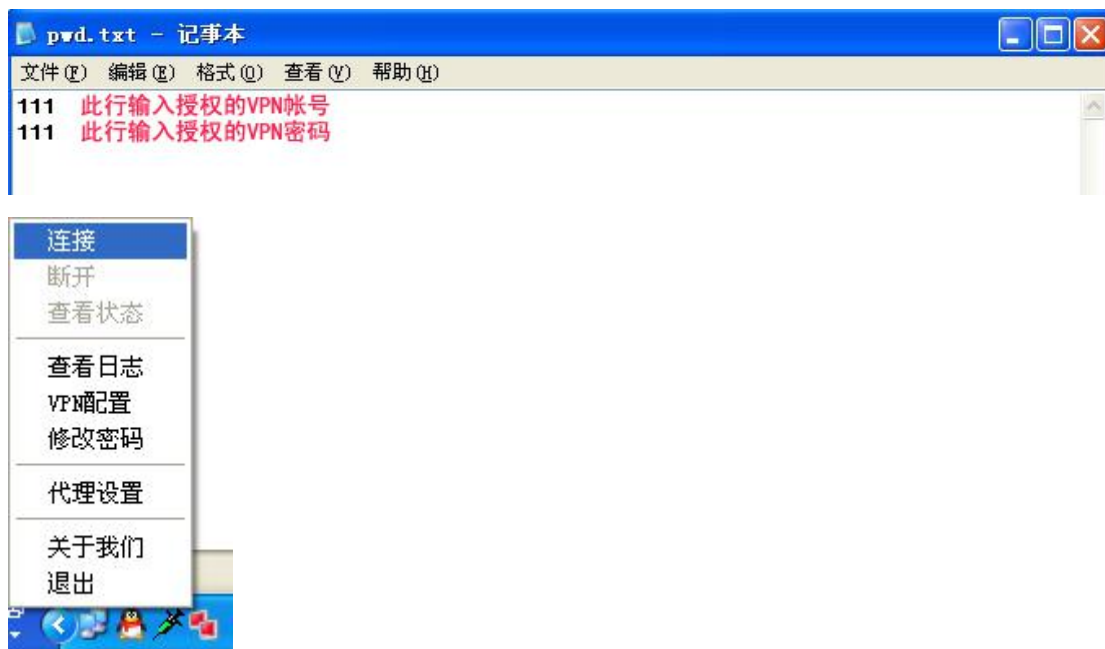 pwd.txt - 记事本
文件(F) 编辑(E) 格式(O) 查看(V) 帮助(H)
111 此行输入授权的VPN帐号
111 此行输入授权的VPN密码
连接
断开
查看状态
查看日志
VPN配置
修改密码
代理设置
关于我们
退出